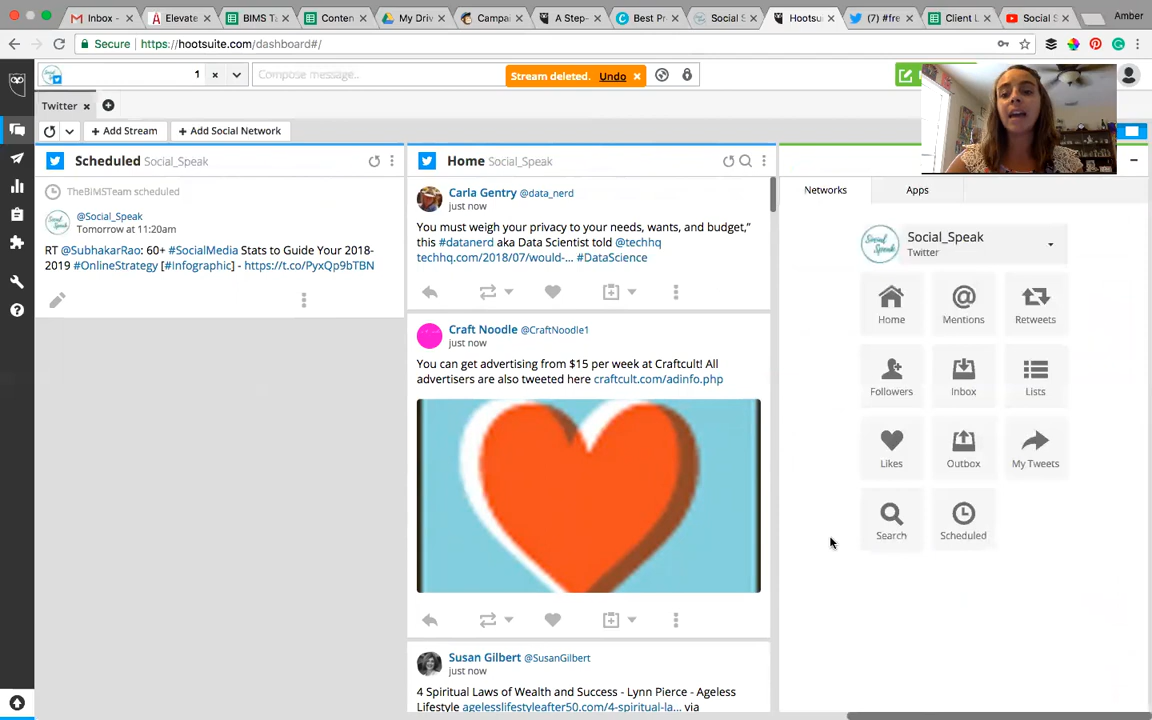 Inbox -
Elevate
BIMS T
Conten
My Driv
Campai
A Step-
Best Pr
Social S
Hootsu
(7) #fre
Client L
Social S
Amber
Secure
https://hootsuite.com/dashboard#/
1
Compose message...
Stream deleted. Undo
Twitter
Add Stream
Add Social Network
Scheduled Social_Speak
TheBIMSTeam scheduled
@Social_Speak
Tomorrow at 11:20am
RT @SubhakarRao: 60+ #SocialMedia Stats to Guide Your 2018-
2019 #OnlineStrategy [#Infographic] - https://t.co/PyxQp9bTBN
Home Social_Speak
Carla Gentry @data_nerd
just now
You must weigh your privacy to your needs, wants, and budget,”
this #datanerd aka Data Scientist told @techhq
techhq.com/2018/07/would-... #DataScience
Craft Noodle @CraftNoodle1
just now
You can get advertising from $15 per week at Craftcult! All
advertisers are also tweeted here craftcult.com/adinfo.php
Susan Gilbert @SusanGilbert
just now
4 Spiritual Laws of Wealth and Success - Lynn Pierce - Ageless
Lifestyle agelesslifestyleafter50.com/4-spiritual-la... via
Networks
Apps
Social_Speak
Twitter
Home
Mentions
Retweets
Followers
Inbox
Lists
Likes
Outbox
My Tweets
Search
Scheduled